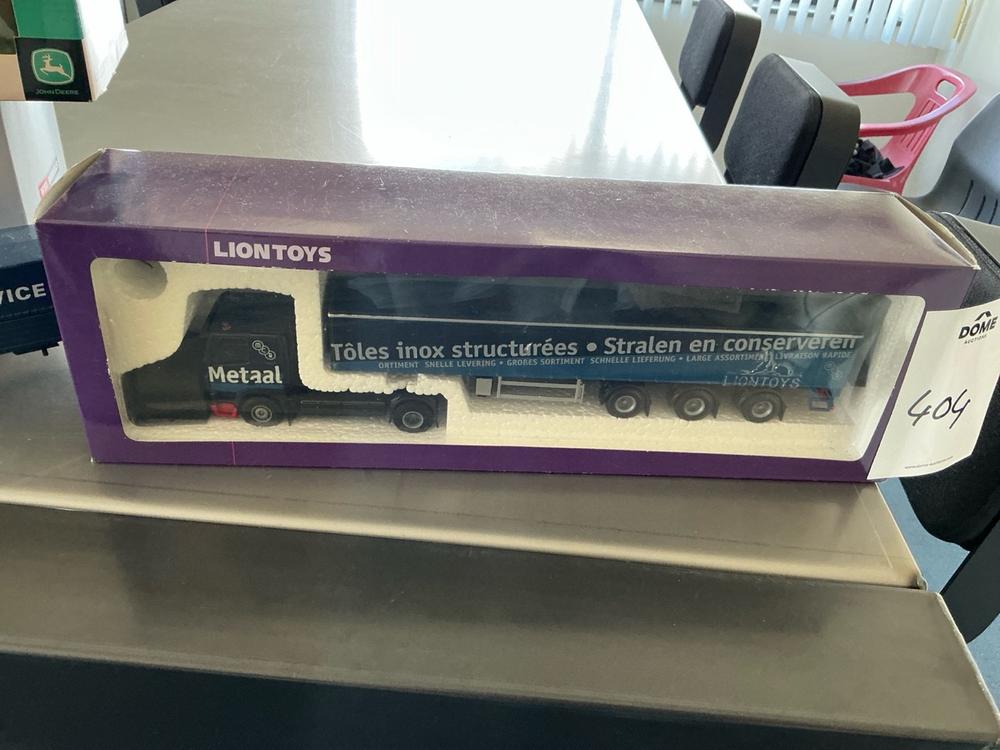 JOHN DEERE
LIONTOYS
VICE
Metaal
Tôles inox structurées • Stralen en conserveren
ORTIMENT SNELLE LEVERING • GROßES SORTIMENT SCHNELLE LIEFERUNG • LARGE ASSORTIMENT LIVRAISON RAPIDE
LIONTOYS
DÔME
AUCTIONS
404